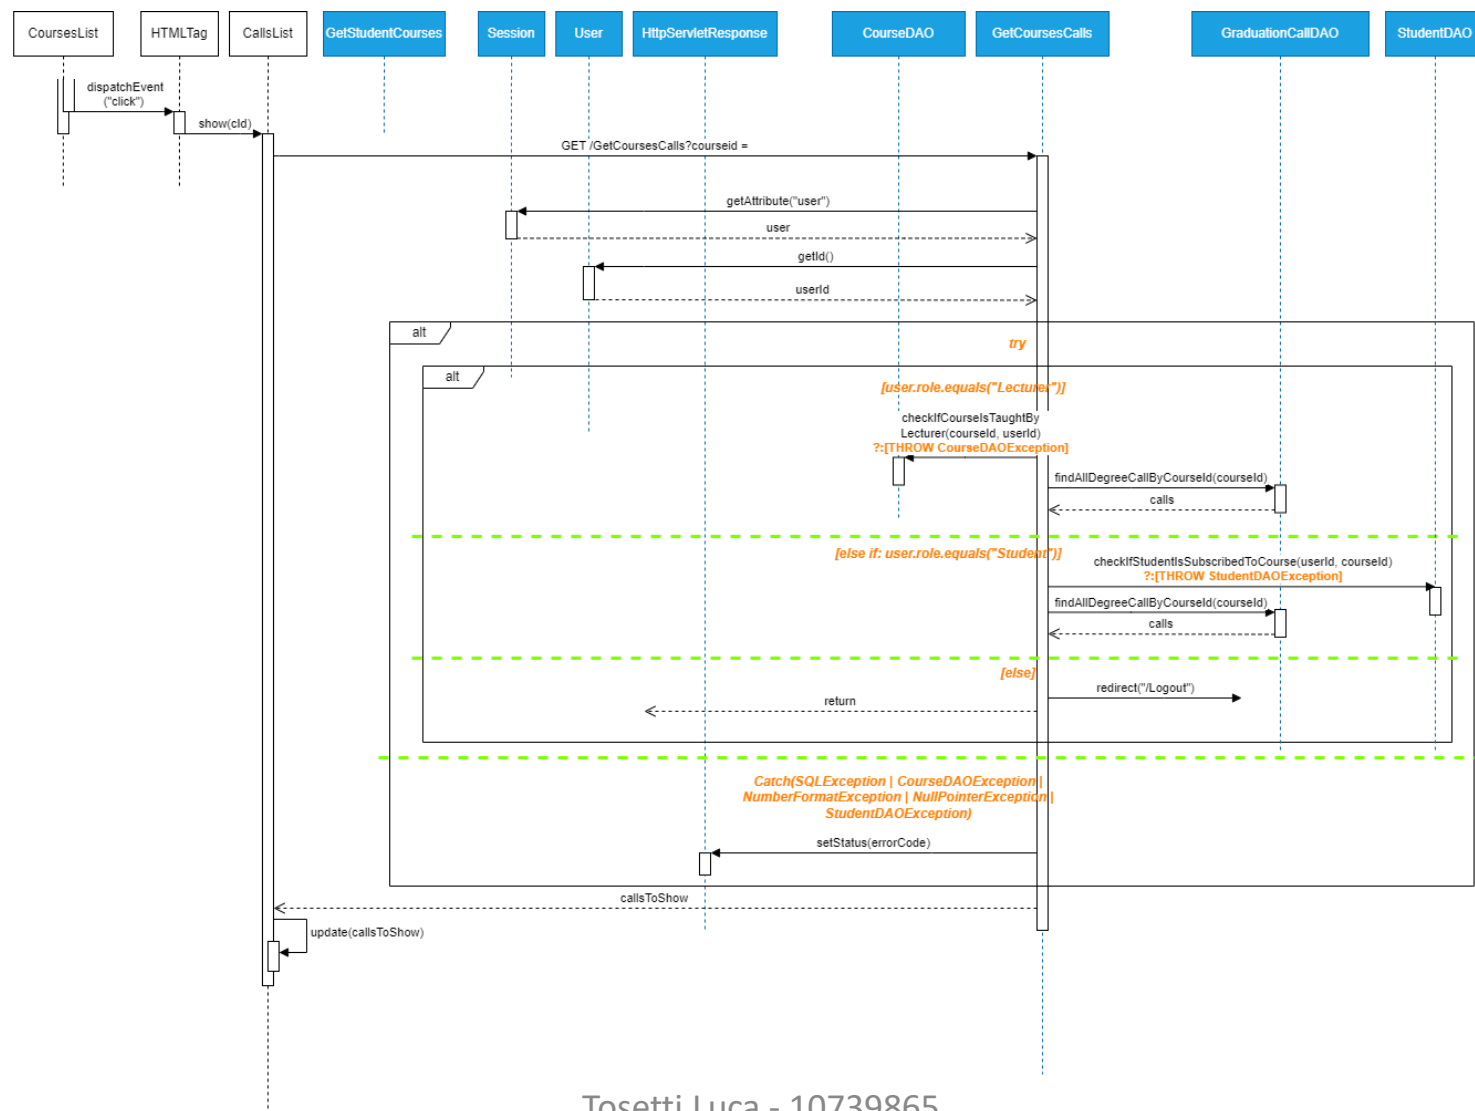 CoursesList
HTMLTag
CallsList
GetStudentCourses
Session
User
HttpServletResponse
CourseDAO
GetCoursesCalls
GraduationCallDAO
StudentDAO
dispatchEvent
("click")
show(cId)
GET /GetCoursesCalls?courseid =
getAttribute("user")
user
getId()
userId
alt
try
alt
[user.role.equals("Lecturer")]
checkIfCourseIsTaughtBy
Lecturer(courseId, userId)
?:[THROW CourseDAOException]
findAllDegreeCallByCourseId(courseId)
calls
[else if: user.role.equals("Student")]
checkIfStudentIsSubscribedToCourse(userId, courseId)
?:[THROW StudentDAOException]
findAllDegreeCallByCourseId(courseId)
calls
[else]
redirect("/Logout")
return
Catch(SQLException | CourseDAOException |
NumberFormatException | NullPointerException |
StudentDAOException)
setStatus(errorCode)
callsToShow
update(callsToShow)
Tosetti Luca - 10739865